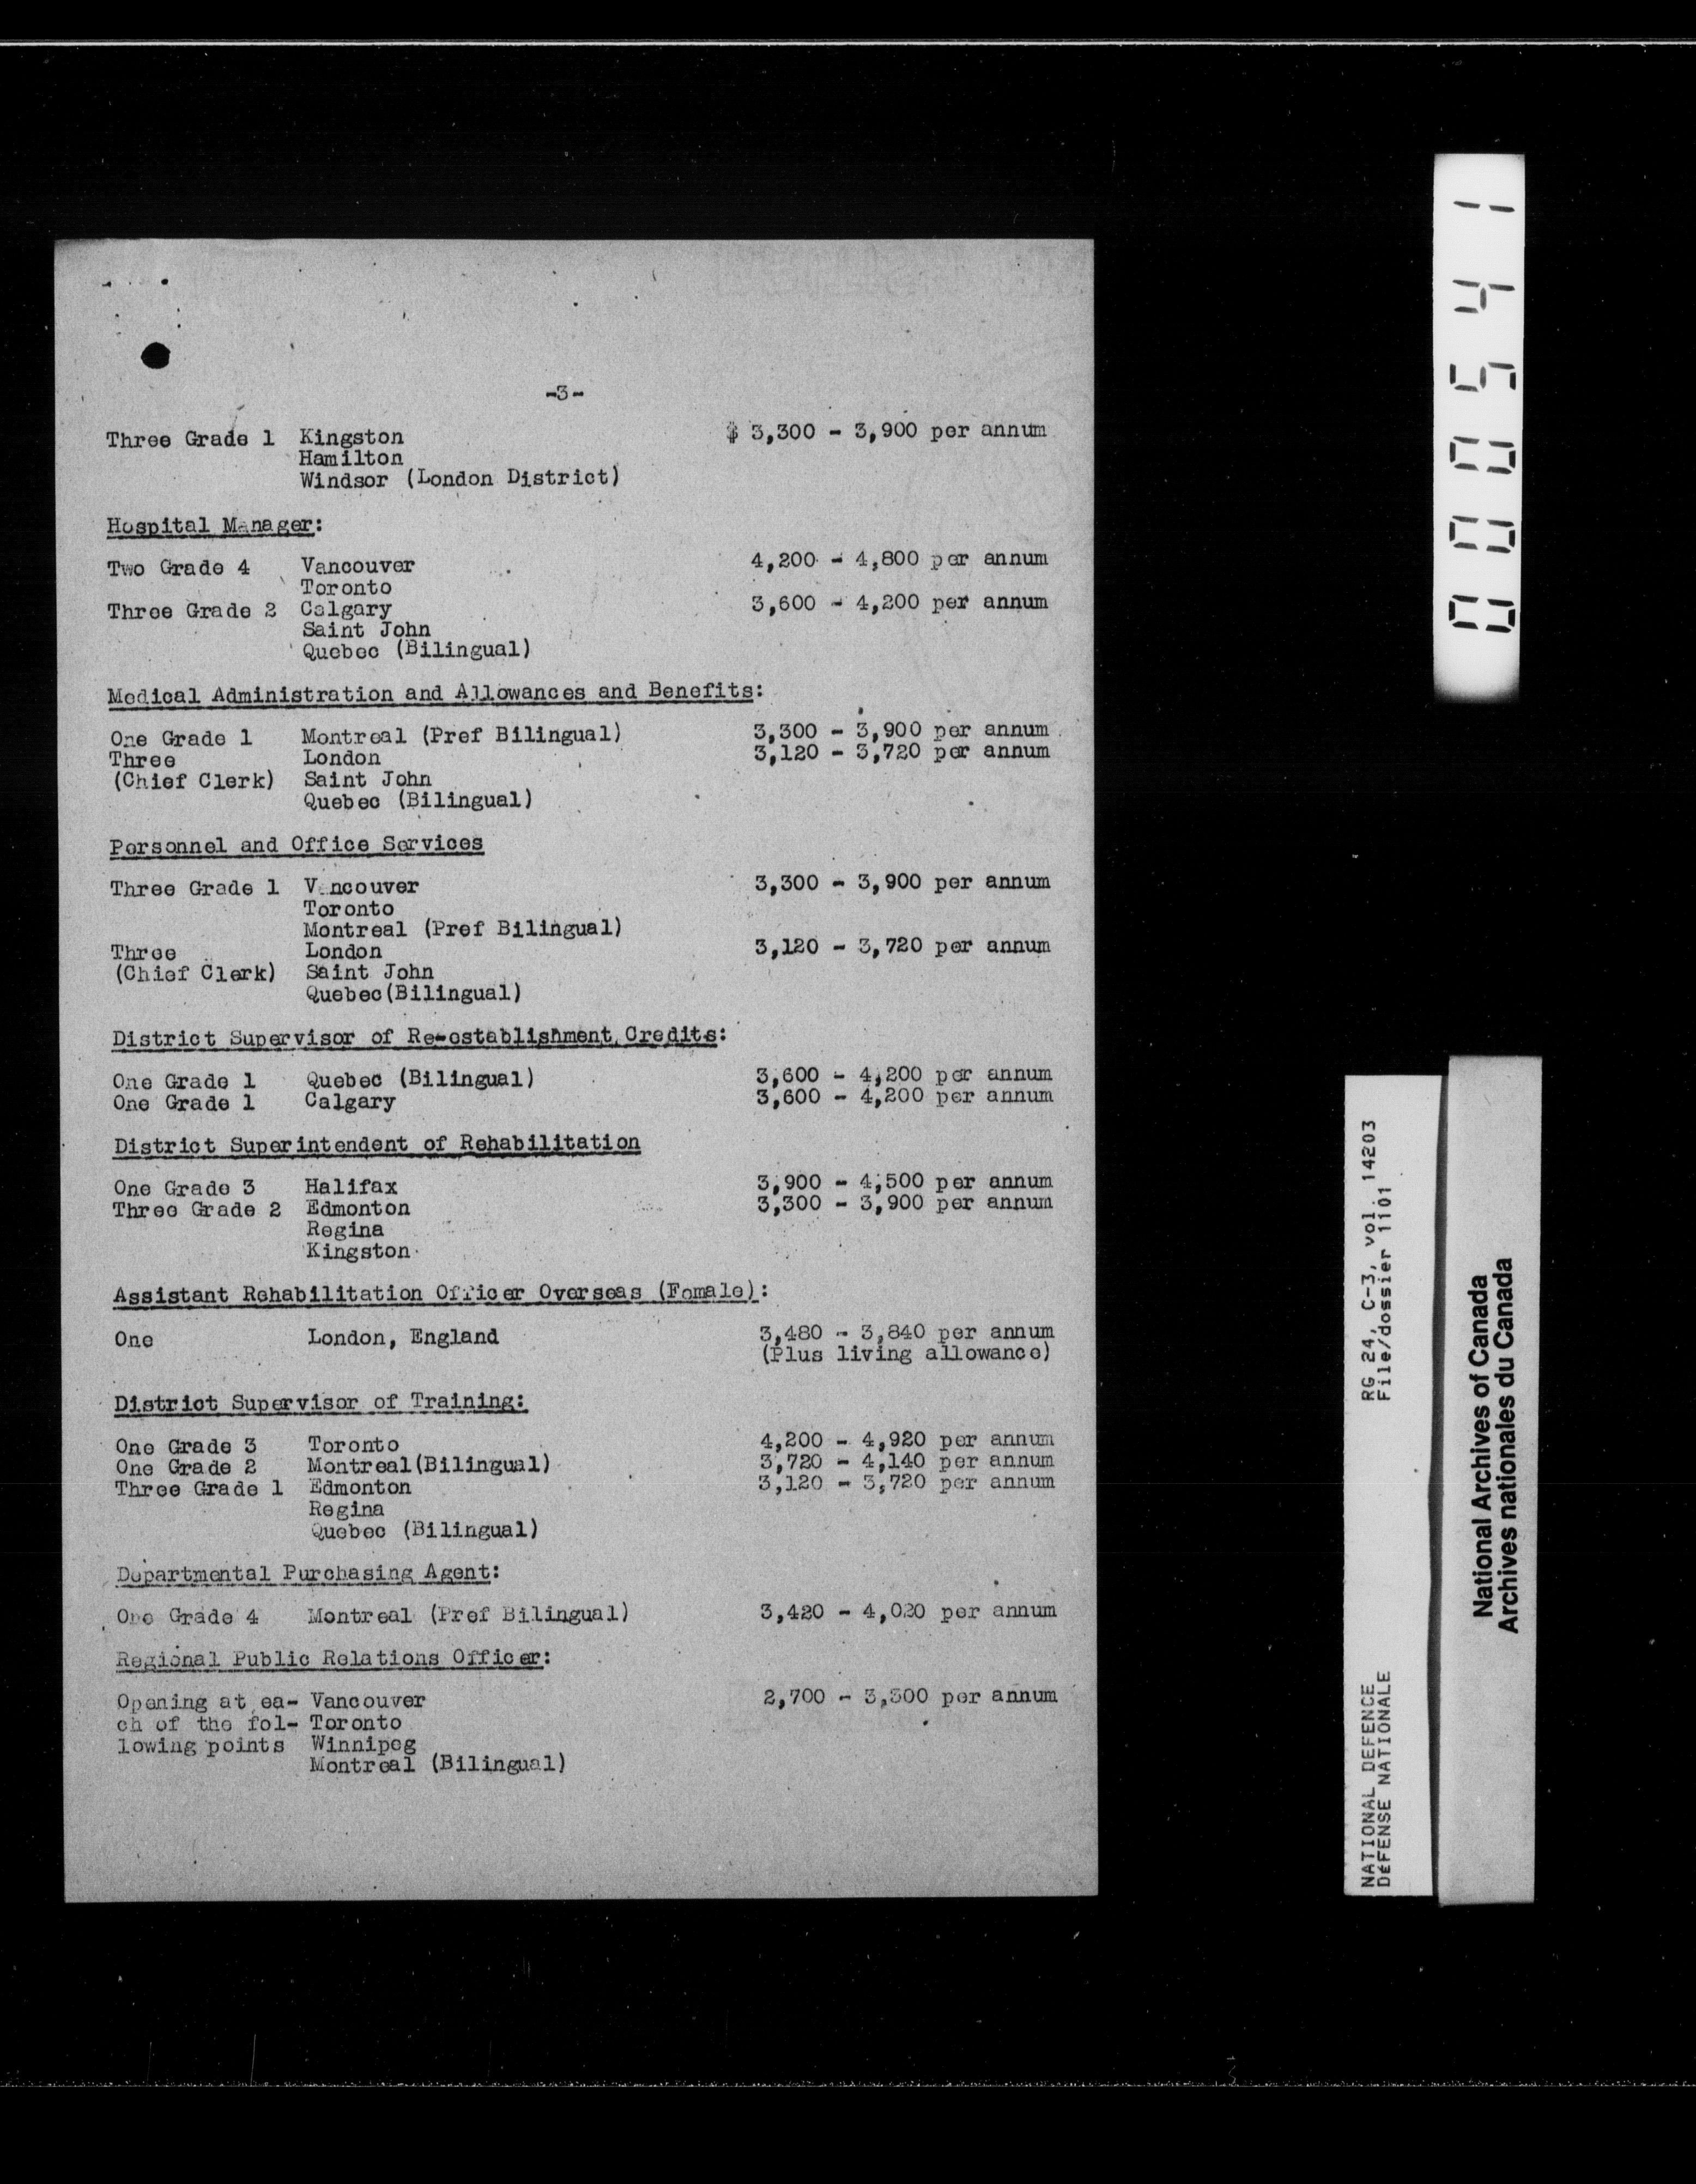 -3-
Three Grade 1 Kingston $ 3,300 - 3,900 per annum
Hamilton
Windsor (London District)
Hospital Manager:
Two Grade 4 Vancouver 4,200 - 4,800 per annum
Toronto
Three Grade 2 Calgary 3,600 - 4,200 per annum
Saint John
Quebec (Bilingual)
Medical Administration and Allowances and Benefits:
One Grade 1 Montreal (Pref Bilingual) 3,300 - 3,900 per annum
Three London 3,120 - 3,720 per annum
(Chief Clerk) Saint John
Quebec (Bilingual)
Personnel and Office Services
Three Grade 1 Vancouver 3,300 - 3,900 per annum
Toronto
Montreal (Pref Bilingual)
Three London 3,120 - 3,720 per annum
(Chief Clerk) Saint John
Quebec(Bilingual)
District Supervisor of Re-establishment Credits:
One Grade 1 Quebec (Bilingual) 3,600 - 4,200 per annum
One Grade 1 Calgary 3,600 - 4,200 per annum
District Superintendent of Rehabilitation
One Grade 3 Halifax 3,900 - 4,500 per annum
Three Grade 2 Edmonton 3,300 - 3,900 per annum
Regina
Kingston
Assistant Rehabilitation Officer Overseas (Female):
One London, England 3,480 - 3,840 per annum
(Plus living allowance)
District Supervisor of Training:
One Grade 3 Toronto 4,200 - 4,920 per annum
One Grade 2 Montreal(Bilingual) 3,720 - 4,140 per annum
Three Grade 1 Edmonton 3,120 - 3,720 per annum
Regina
Quebec (Bilingual)
Departmental Purchasing Agent:
One Grade 4 Montreal (Pref Bilingual) 3,420 - 4,020 per annum
Regional Public Relations Officer:
Opening at ea- Vancouver 2,700 - 3,300 per annum
ch of the fol- Toronto
lowing points Winnipeg
Montreal (Bilingual)
000541
NATIONAL DEFENCE RG 24, C-3, vol. 14203
DÉFENSE NATIONALE File/dossier 1101
National Archives of Canada
Archives nationales du Canada